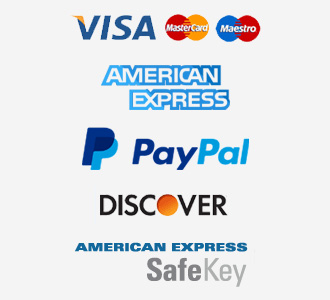 VISA MasterCard Maestro
AMERICAN
EXPRESS
P PayPal
DISCOVER
AMERICAN EXPRESS
SafeKey